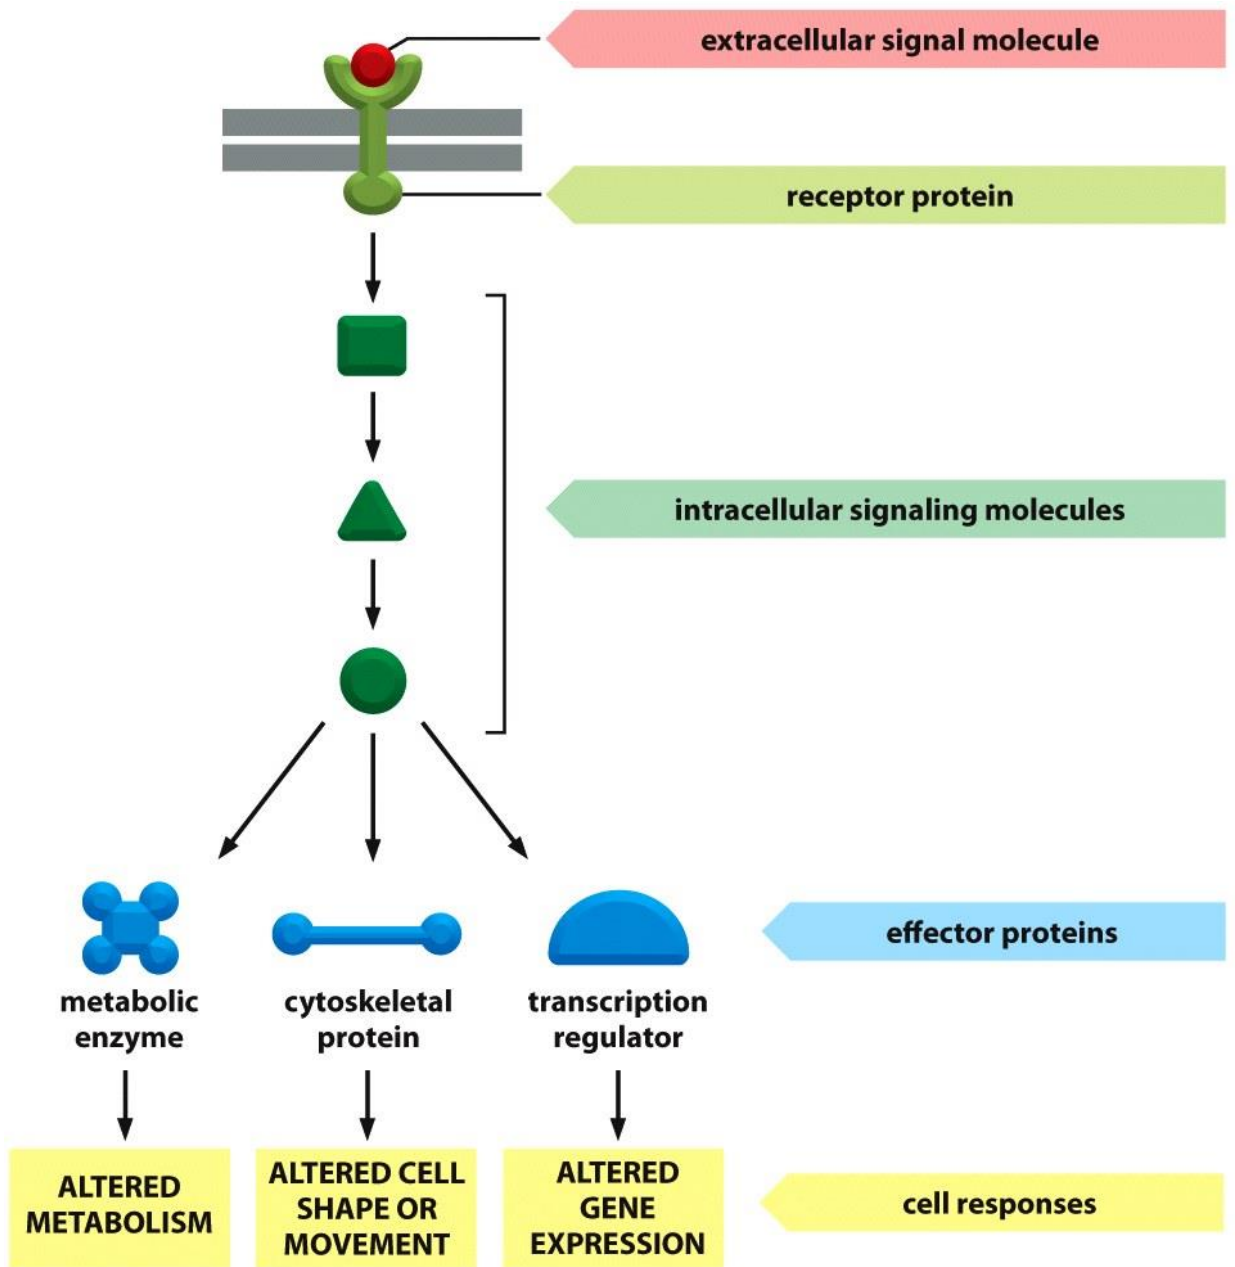 extracellular signal molecule
receptor protein
intracellular signaling molecules
effector proteins
metabolic
enzyme
cytoskeletal
protein
transcription
regulator
ALTERED
METABOLISM
ALTERED CELL
SHAPE OR
MOVEMENT
ALTERED
GENE
EXPRESSION
cell responses